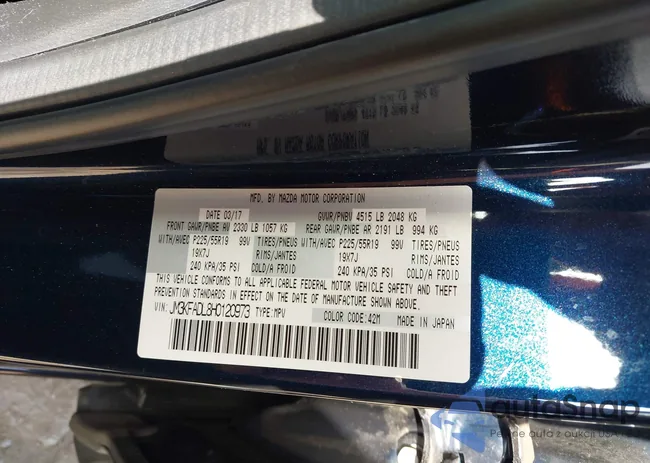 MFD. BY MAZDA MOTOR CORPORATION
DATE 03/17 GVWR/PNBV 4515 LB 2048 KG
FRONT GAWR/PNBE AV 2330 LB 1057 KG REAR GAWR/PNBE AR 2191 LB 994 KG
WITH/AVEC P225/55R19 99V TIRES/PNEUS WITH/AVEC P225/55R19 99V TIRES/PNEUS
19X7J RIMS/JANTES 19X7J RIMS/JANTES
240 KPA/35 PSI COLD/A FROID 240 KPA/35 PSI COLD/A FROID
THIS VEHICLE CONFORMS TO ALL APPLICABLE FEDERAL MOTOR VEHICLE SAFETY AND THEFT
PREVENTION STANDARDS IN EFFECT ON THE DATE OF MANUFACTURE SHOWN ABOVE.
VIN: JM3KFADL8H0120973 TYPE:MPV COLOR CODE:42M MADE IN JAPAN
autoSnap
Pewne auta z aukcji USA